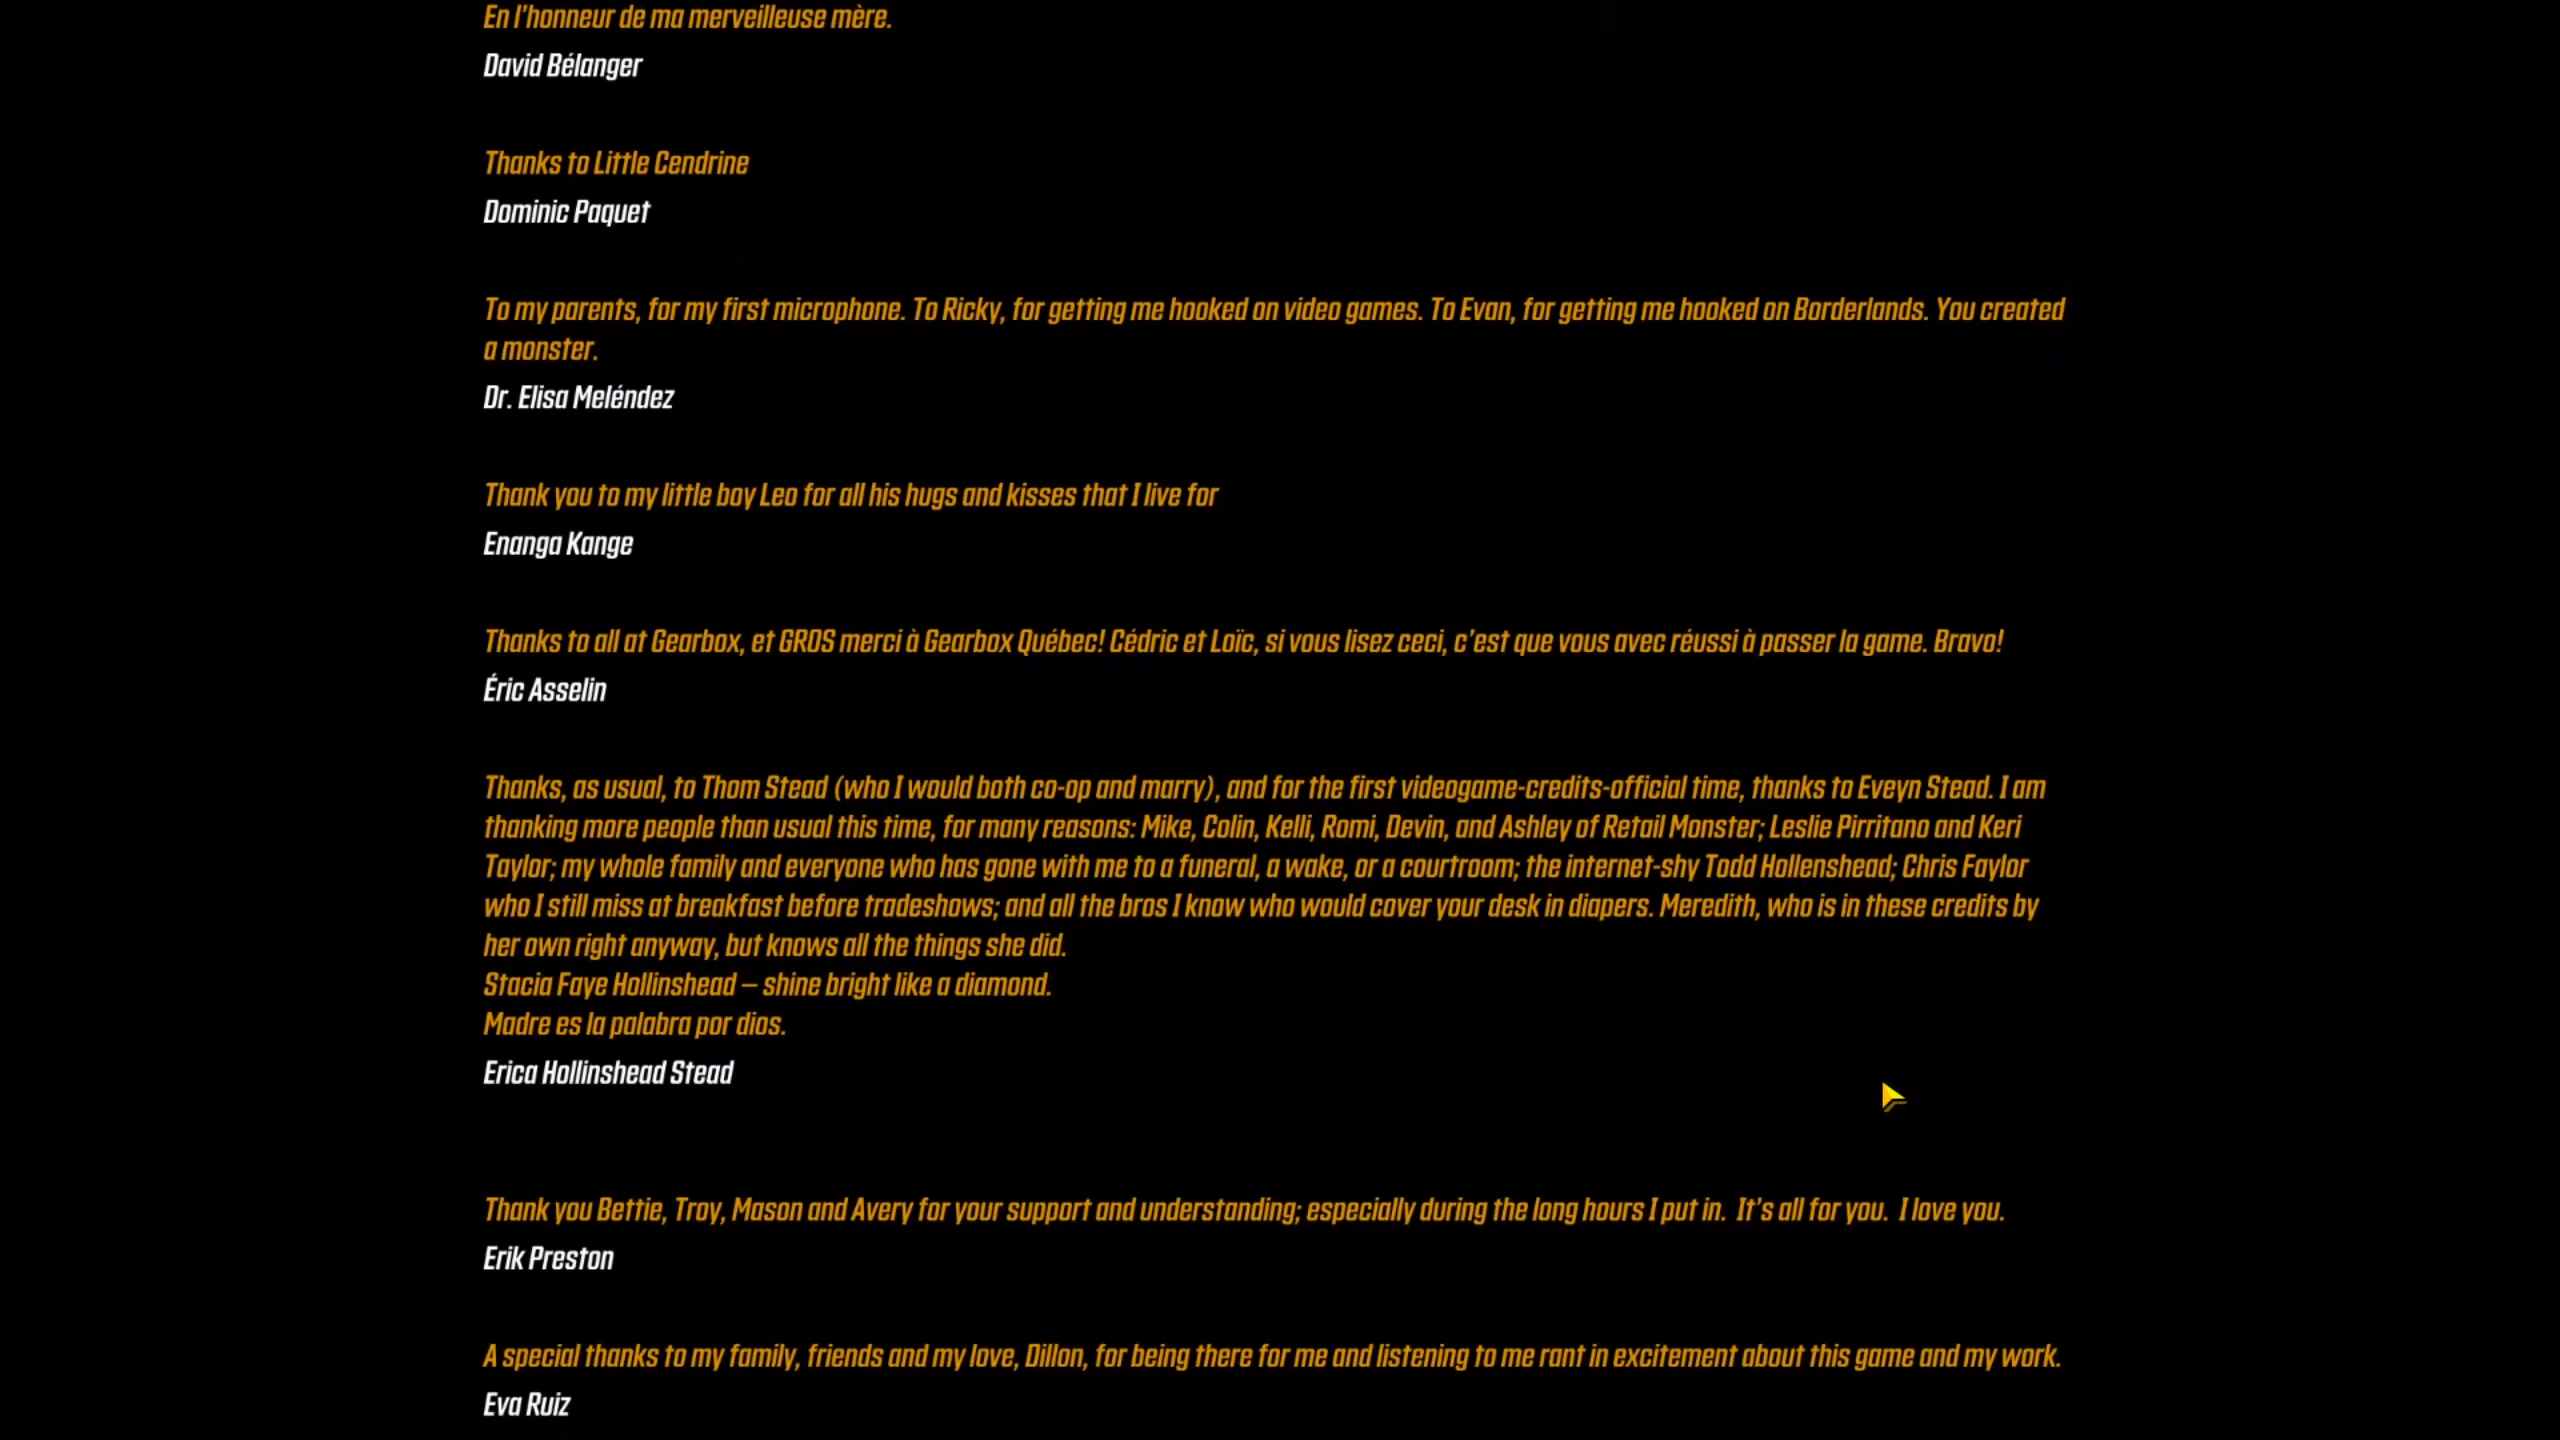 En l'honneur de ma merveilleuse mère.
David Bélanger
Thanks to Little Cendrine
Dominic Paquet
To my parents, for my first microphone. To Ricky, for getting me hooked on video games. To Evan, for getting me hooked on Borderlands. You created
a monster.
Dr. Elisa Meléndez
Thank you to my little boy Leo for all his hugs and kisses that I live for
Enanga Kange
Thanks to all at Gearbox, et GROS merci à Gearbox Québec! Cédric et Loïc, si vous lisez ceci, c'est que vous avec réussi à passer la game. Bravo!
Éric Asselin
Thanks, as usual, to Thom Stead (who I would both co-op and marry), and for the first videogame-credits-official time, thanks to Eveyn Stead. I am
thanking more people than usual this time, for many reasons: Mike, Colin, Kelli, Romi, Devin, and Ashley of Retail Monster; Leslie Pirritano and Keri
Taylor; my whole family and everyone who has gone with me to a funeral, a wake, or a courtroom; the internet-shy Todd Hollenshead; Chris Faylor
who I still miss at breakfast before tradeshows; and all the bros I know who would cover your desk in diapers. Meredith, who is in these credits by
her own right anyway, but knows all the things she did.
Stacia Faye Hollinshead – shine bright like a diamond.
Madre es la palabra por dios.
Erica Hollinshead Stead
Thank you Bettie, Troy, Mason and Avery for your support and understanding; especially during the long hours I put in.  It's all for you.  I love you.
Erik Preston
A special thanks to my family, friends and my love, Dillon, for being there for me and listening to me rant in excitement about this game and my work.
Eva Ruiz